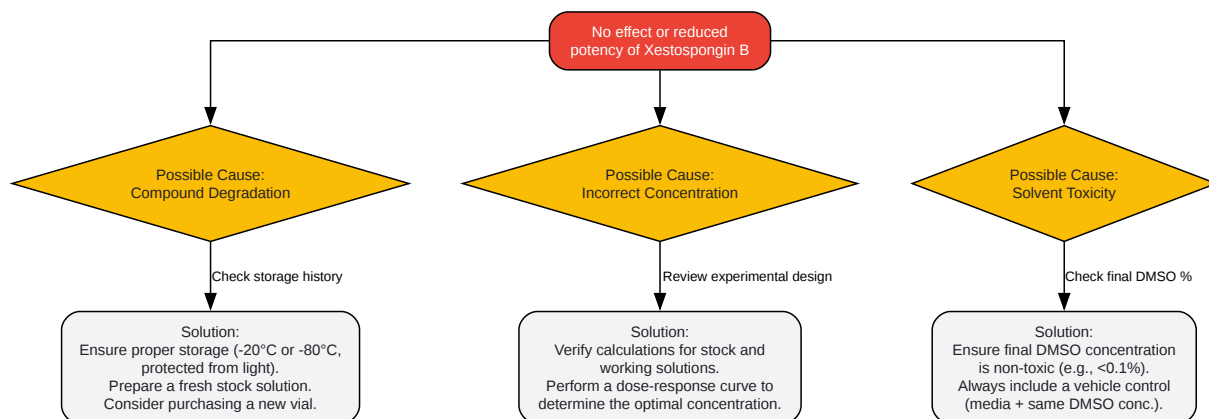 No effect or reduced
potency of Xestospongin B
Possible Cause:
Compound Degradation
Possible Cause:
Incorrect Concentration
Possible Cause:
Solvent Toxicity
Check storage history
Review experimental design
Check final DMSO %
Solution:
Ensure proper storage (-20°C or -80°C,
protected from light).
Prepare a fresh stock solution.
Consider purchasing a new vial.
Solution:
Verify calculations for stock and
working solutions.
Perform a dose-response curve to
determine the optimal concentration.
Solution:
Ensure final DMSO concentration
is non-toxic (e.g., <0.1%).
Always include a vehicle control
(media + same DMSO conc.).